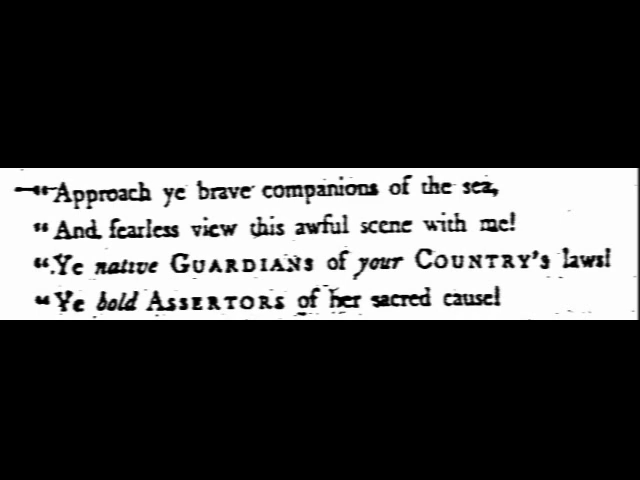 —“Approach ye brave companions of the sea,
“And fearless view this awful scene with me!
“Ye native GUARDIANS of your COUNTRY'S laws!
“Ye bold ASSERTORS of her sacred cause!